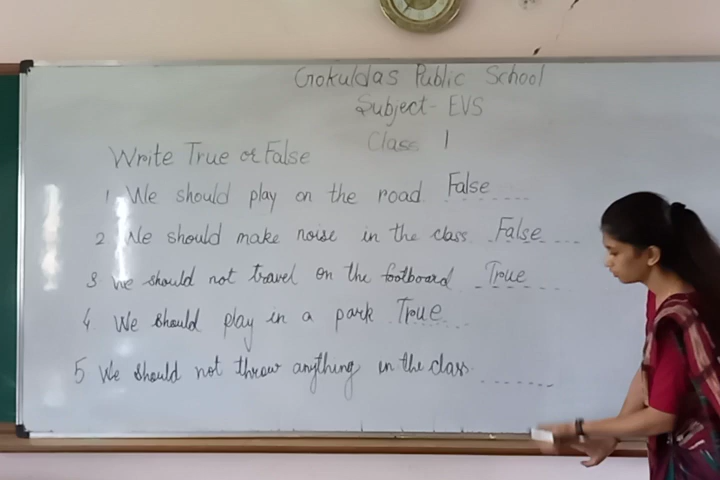 Gokuldas Public School
Subject- EVS
Class 1
Write True or False
1. We should play on the road False
2. We should make noise in the class False
3 We should not travel on the footboard True
4. We should play in a park True
5 We should not throw anything in the class